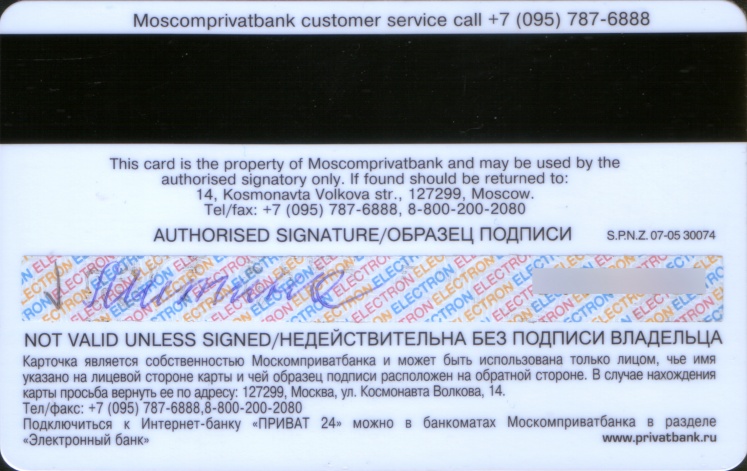 Moscomprivatbank customer service call +7 (095) 787-6888
This card is the property of Moscomprivatbank and may be used by the
authorised signatory only. If found should be returned to:
14, Kosmonavta Volkova str., 127299, Moscow.
Tel/fax: +7 (095) 787-6888, 8-800-200-2080
AUTHORISED SIGNATURE/ОБРАЗЕЦ ПОДПИСИ S.P.N.Z. 07-05 30074
ELECTRON ELECTRON ELECTRON ELECTRON ELECTRON
NOT VALID UNLESS SIGNED/НЕДЕЙСТВИТЕЛЬНА БЕЗ ПОДПИСИ ВЛАДЕЛЬЦА
Карточка является собственностью Москомприватбанка и может быть использована только лицом, чье имя
указано на лицевой стороне карты и чей образец подписи расположен на обратной стороне. В случае нахождения
карты просьба вернуть ее по адресу: 127299, Москва, ул. Космонавта Волкова, 14.
Тел/факс: +7 (095) 787-6888,8-800-200-2080
Подключиться к Интернет-банку «ПРИВАТ 24» можно в банкоматах Москомприватбанка в разделе
«Электронный банк» www.privatbank.ru